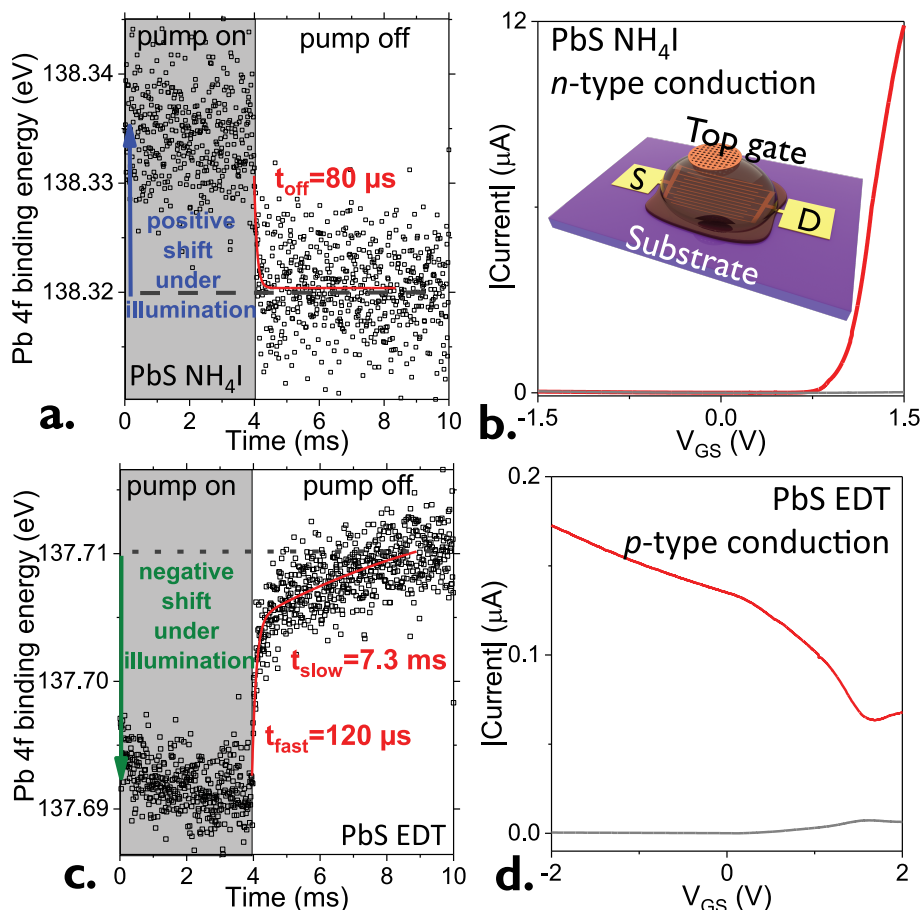 pump on
pump off
138.34
138.33
138.32
Pb 4f binding energy (eV)
t_off=80 µs
positive
shift
under
illumination
PbS NH₄I
0
2
4
6
8
10
Time (ms)
a.
PbS NH₄I
n-type conduction
12
0
|Current| (µA)
Top gate
S
D
Substrate
-1.5
0.0
1.5
V_GS (V)
b.
pump on
pump off
137.71
137.70
137.69
Pb 4f binding energy (eV)
negative
shift
under
illumination
t_slow=7.3 ms
t_fast=120 µs
PbS EDT
0
2
4
6
8
10
Time (ms)
c.
PbS EDT
p-type conduction
0.2
0.1
0.0
|Current| (µA)
-2
0
2
V_GS (V)
d.